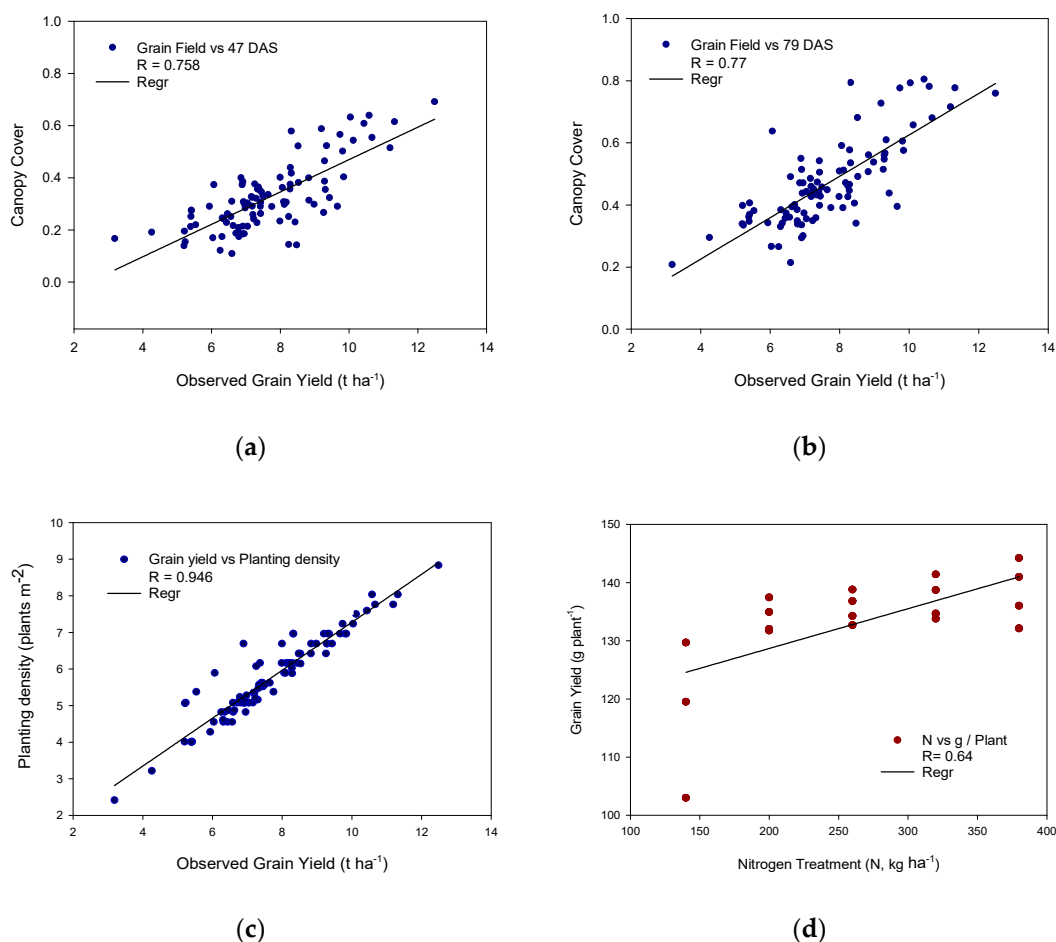 1.0
0.8
0.6
0.4
0.2
0.0
Canopy Cover
Grain Field vs 47 DAS
R = 0.758
Regr
2 4 6 8 10 12 14
Observed Grain Yield (t ha⁻¹)
(a)
1.0
0.8
0.6
0.4
0.2
0.0
Canopy Cover
Grain Field vs 79 DAS
R = 0.77
Regr
2 4 6 8 10 12 14
Observed Grain Yield (t ha⁻¹)
(b)
10
9
8
7
6
5
4
3
2
Planting density (plants m⁻²)
Grain yield vs Planting density
R = 0.946
Regr
2 4 6 8 10 12 14
Observed Grain Yield (t ha⁻¹)
(c)
150
140
130
120
110
100
Grain Yield (g plant⁻¹)
N vs g / Plant
R= 0.64
Regr
100 150 200 250 300 350 400
Nitrogen Treatment (N, kg ha⁻¹)
(d)